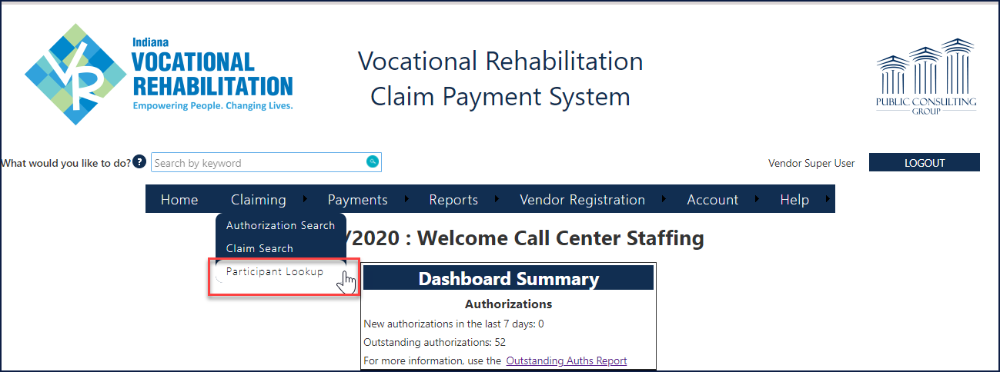 Indiana
VOCATIONAL
REHABILITATION
Empowering People. Changing Lives.
VR
Vocational Rehabilitation
Claim Payment System
PUBLIC CONSULTING
GROUP
What would you like to do? ? Search by keyword
Vendor Super User LOGOUT
Home Claiming Payments Reports Vendor Registration Account Help
Authorization Search
Claim Search
Participant Lookup
/2020 : Welcome Call Center Staffing
Dashboard Summary
Authorizations
New authorizations in the last 7 days: 0
Outstanding authorizations: 52
For more information, use the Outstanding Auths Report